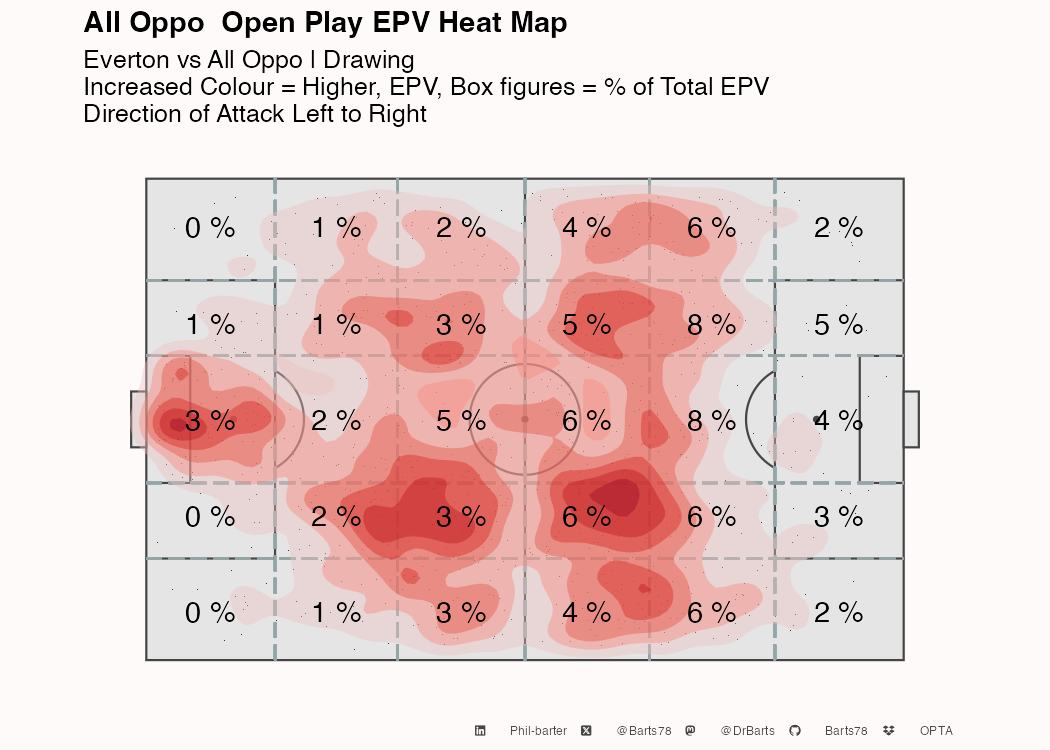 All Oppo  Open Play EPV Heat Map
Everton vs All Oppo | Drawing
Increased Colour = Higher, EPV, Box figures = % of Total EPV
Direction of Attack Left to Right
0 % 1 % 2 % 4 % 6 % 2 %
1 % 1 % 3 % 5 % 8 % 5 %
3 % 2 % 5 % 6 % 8 % 4 %
0 % 2 % 3 % 6 % 6 % 3 %
0 % 1 % 3 % 4 % 6 % 2 %
Phil-barter @Barts78 @DrBarts Barts78 OPTA